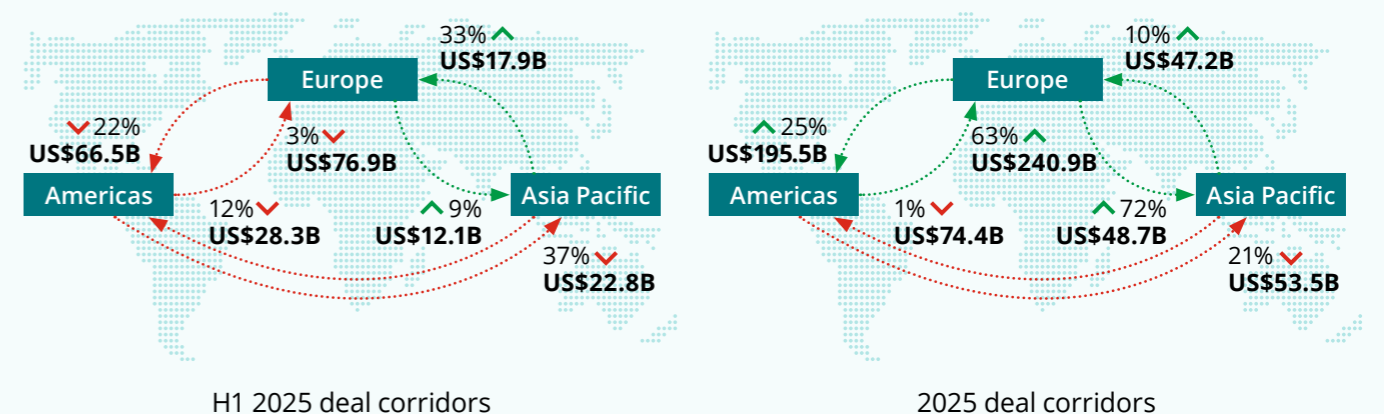 33%
US$17.9B
Europe
22%
US$66.5B
3%
US$76.9B
Americas
Asia Pacific
12%
US$28.3B
9%
US$12.1B
37%
US$22.8B
H1 2025 deal corridors
10%
US$47.2B
Europe
25%
US$195.5B
63%
US$240.9B
Americas
Asia Pacific
1%
US$74.4B
72%
US$48.7B
21%
US$53.5B
2025 deal corridors